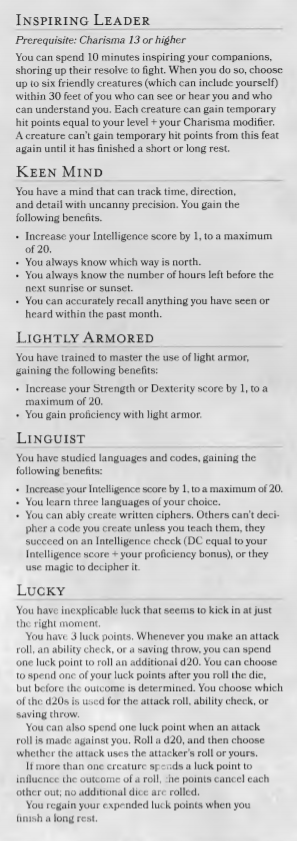 INSPIRING LEADER
Prerequisite: Charisma 13 or higher
You can spend 10 minutes inspiring your companions,
shoring up their resolve to fight. When you do so, choose
up to six friendly creatures (which can include yourself)
within 30 feet of you who can see or hear you and who
can understand you. Each creature can gain temporary
hit points equal to your level + your Charisma modifier.
A creature can't gain temporary hit points from this feat
again until it has finished a short or long rest.
KEEN MIND
You have a mind that can track time, direction,
and detail with uncanny precision. You gain the
following benefits.
• Increase your Intelligence score by 1, to a maximum
of 20.
• You always know which way is north.
• You always know the number of hours left before the
next sunrise or sunset.
• You can accurately recall anything you have seen or
heard within the past month.
LIGHTLY ARMORED
You have trained to master the use of light armor,
gaining the following benefits:
• Increase your Strength or Dexterity score by 1, to a
maximum of 20.
• You gain proficiency with light armor.
LINGUIST
You have studied languages and codes, gaining the
following benefits:
• Increase your Intelligence score by 1, to a maximum of 20.
• You learn three languages of your choice.
• You can ably create written ciphers. Others can't deci-
pher a code you create unless you teach them, they
succeed on an Intelligence check (DC equal to your
Intelligence score + your proficiency bonus), or they
use magic to decipher it.
LUCKY
You have inexplicable luck that seems to kick in at just
the right moment.
You have 3 luck points. Whenever you make an attack
roll, an ability check, or a saving throw, you can spend
one luck point to roll an additional d20. You can choose
to spend one of your luck points after you roll the die,
but before the outcome is determined. You choose which
of the d20s is used for the attack roll, ability check, or
saving throw.
You can also spend one luck point when an attack
roll is made against you. Roll a d20, and then choose
whether the attack uses the attacker's roll or yours.
If more than one creature spends a luck point to
influence the outcome of a roll, the points cancel each
other out; no additional dice are rolled.
You regain your expended luck points when you
finish a long rest.